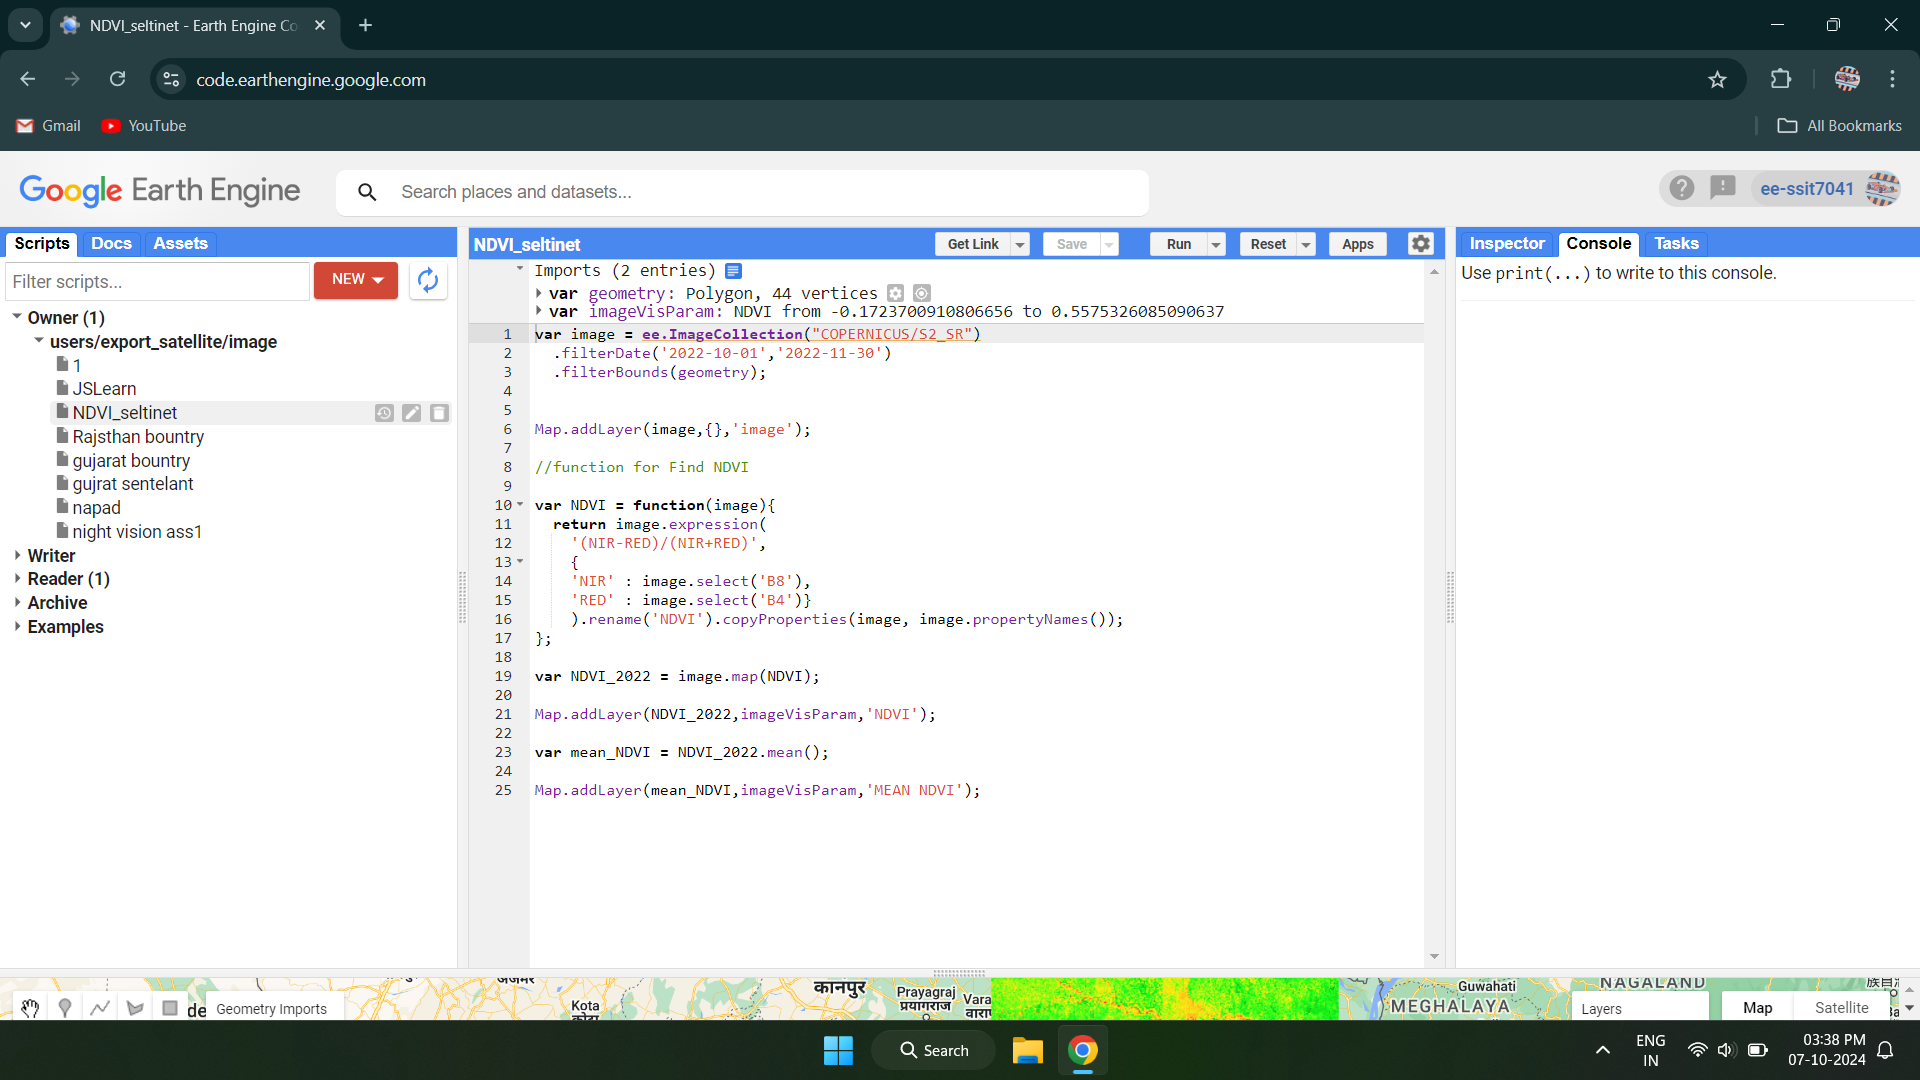 NDVI_seltinet - Earth Engine Co
code.earthengine.google.com
Gmail
YouTube
All Bookmarks
Google Earth Engine
Search places and datasets...
ee-ssit7041
Scripts
Docs
Assets
Filter scripts...
NEW
Owner (1)
users/export_satellite/image
1
JSLearn
NDVI_seltinet
Rajsthan bountry
gujarat bountry
gujrat sentelant
napad
night vision ass1
Writer
Reader (1)
Archive
Examples
NDVI_seltinet
Get Link
Save
Run
Reset
Apps
Imports (2 entries)
var geometry: Polygon, 44 vertices
var imageVisParam: NDVI from -0.1723700910806656 to 0.5575326085090637
1 var image = ee.ImageCollection("COPERNICUS/S2_SR")
2 .filterDate('2022-10-01','2022-11-30')
3 .filterBounds(geometry);
4
5
6 Map.addLayer(image,{},'image');
7
8 //function for Find NDVI
9
10 var NDVI = function(image){
11 return image.expression(
12 '(NIR-RED)/(NIR+RED)',
13 {
14 'NIR' : image.select('B8'),
15 'RED' : image.select('B4')}
16 ).rename('NDVI').copyProperties(image, image.propertyNames());
17 };
18
19 var NDVI_2022 = image.map(NDVI);
20
21 Map.addLayer(NDVI_2022,imageVisParam,'NDVI');
22
23 var mean_NDVI = NDVI_2022.mean();
24
25 Map.addLayer(mean_NDVI,imageVisParam,'MEAN NDVI');
Inspector
Console
Tasks
Use print(...) to write to this console.
Geometry Imports
Kota
कानपुर
Prayagraj
प्रयागराज
Vara
Guwahati
MEGHALAYA
NAGALAND
Layers
Map
Satellite
Search
ENG
IN
03:38 PM
07-10-2024